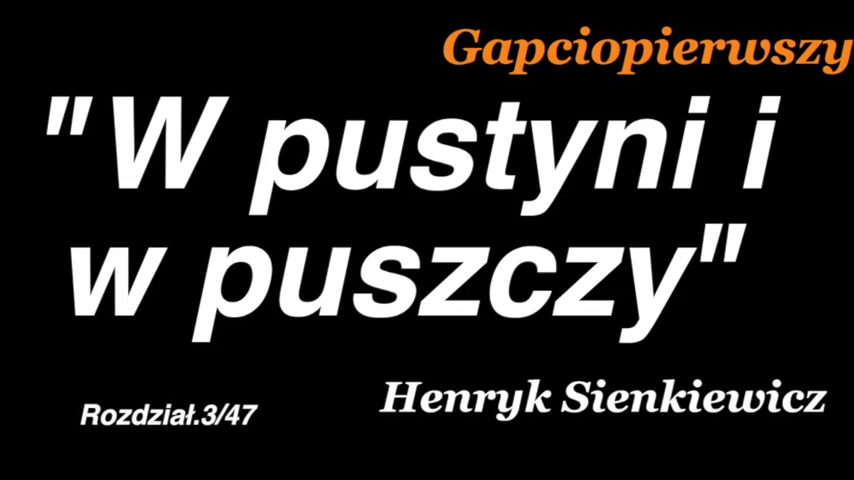 Gapciopierwszy
"W pustyni i
w puszczy"
Henryk Sienkiewicz
Rozdział.3/47